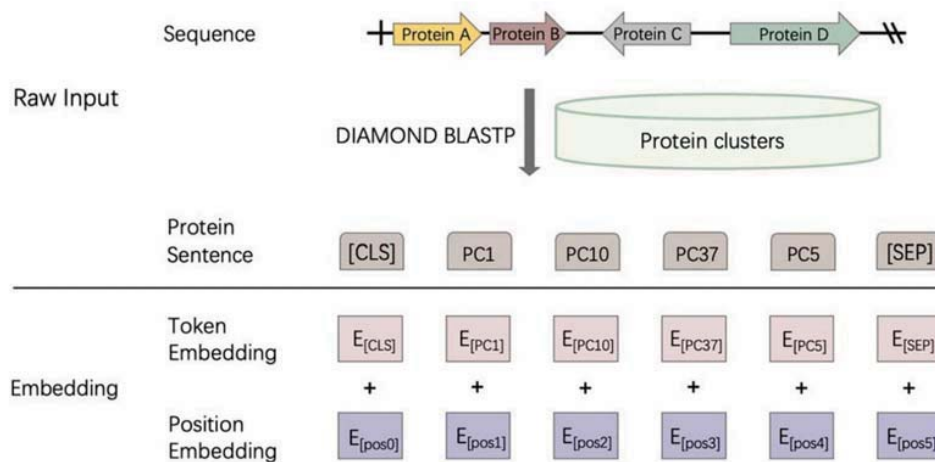 Sequence
Protein A Protein B Protein C Protein D
Raw Input
DIAMOND BLASTP
Protein clusters
Protein
Sentence
[CLS] PC1 PC10 PC37 PC5 [SEP]
Token
Embedding
E[CLS] E[PC1] E[PC10] E[PC37] E[PC5] E[SEP]
Embedding
+ + + + + +
Position
Embedding
E[pos0] E[pos1] E[pos2] E[pos3] E[pos4] E[pos5]